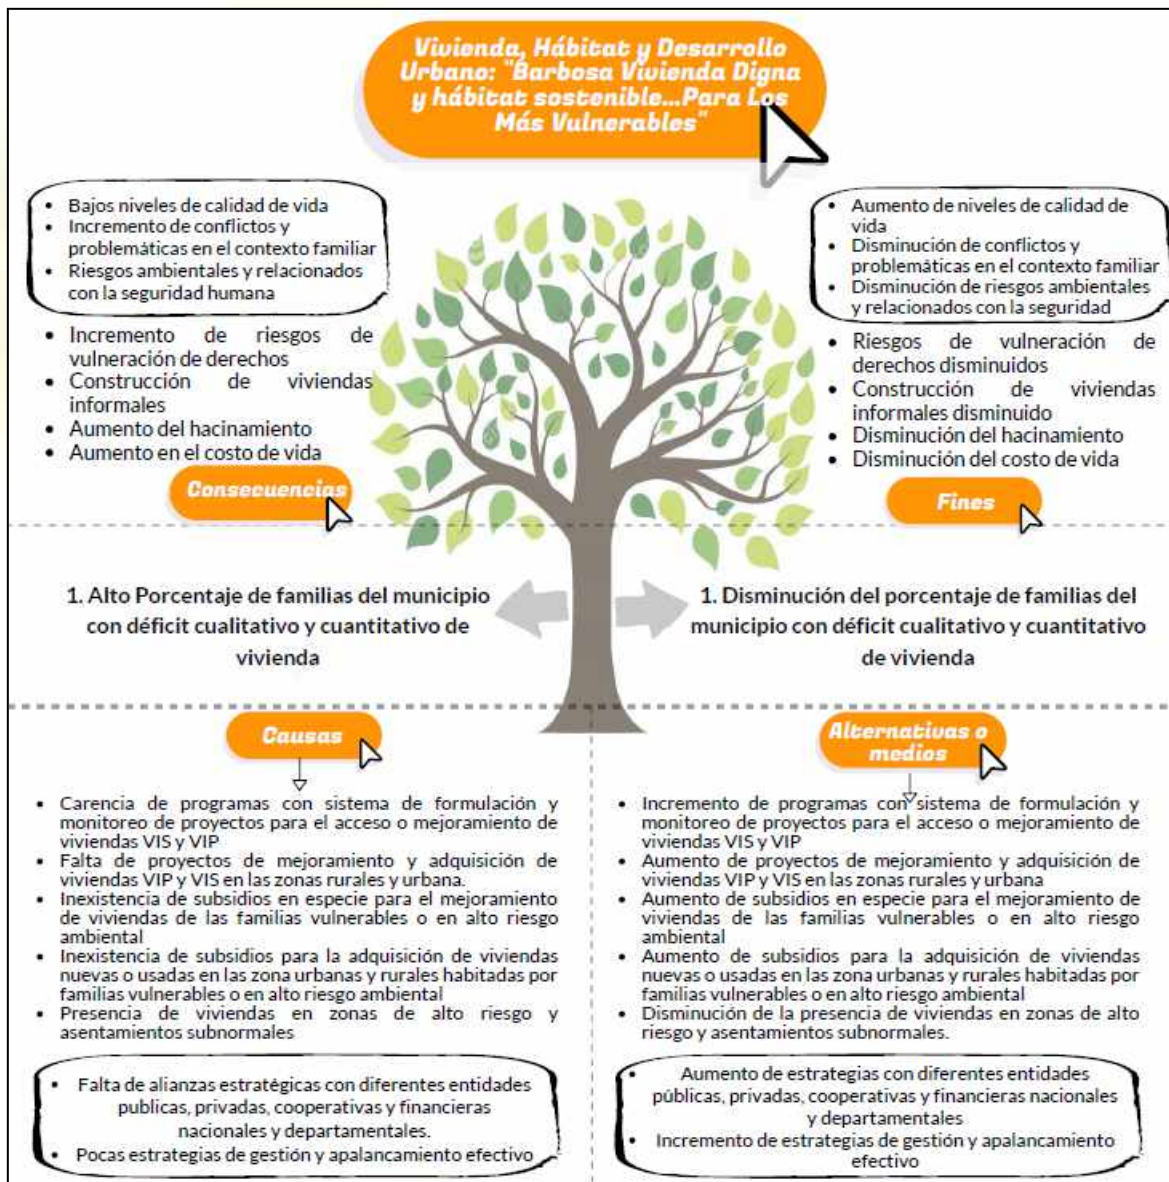 Vivienda, Hábitat y Desarrollo
Urbano: "Barbosa Vivienda Digna
y hábitat sostenible...Para Los
Más Vulnerables"
• Bajos niveles de calidad de vida
• Incremento de conflictos y
problemáticas en el contexto familiar
• Riesgos ambientales y relacionados
con la seguridad humana
• Incremento de riesgos de
vulneración de derechos
• Construcción de viviendas
informales
• Aumento del hacinamiento
• Aumento en el costo de vida
Consecuencias
• Aumento de niveles de calidad de
vida
• Disminución de conflictos y
problemáticas en el contexto familiar
• Disminución de riesgos ambientales
y relacionados con la seguridad
• Riesgos de vulneración de
derechos disminuidos
• Construcción de viviendas
informales disminuido
• Disminución del hacinamiento
• Disminución del costo de vida
Fines
1. Alto Porcentaje de familias del municipio
con déficit cualitativo y cuantitativo de
vivienda
1. Disminución del porcentaje de familias del
municipio con déficit cualitativo y cuantitativo
de vivienda
Causas
• Carencia de programas con sistema de formulación y
monitoreo de proyectos para el acceso o mejoramiento de
viviendas VIS y VIP
• Falta de proyectos de mejoramiento y adquisición de
viviendas VIP y VIS en las zonas rurales y urbana.
• Inexistencia de subsidios en especie para el mejoramiento
de viviendas de las familias vulnerables o en alto riesgo
ambiental
• Inexistencia de subsidios para la adquisición de viviendas
nuevas o usadas en las zona urbanas y rurales habitadas por
familias vulnerables o en alto riesgo ambiental
• Presencia de viviendas en zonas de alto riesgo y
asentamientos subnormales
• Falta de alianzas estratégicas con diferentes entidades
publicas, privadas, cooperativas y financieras
nacionales y departamentales.
• Pocas estrategias de gestión y apalancamiento efectivo
Alternativas o
medios
• Incremento de programas con sistema de formulación y
monitoreo de proyectos para el acceso o mejoramiento de
viviendas VIS y VIP
• Aumento de proyectos de mejoramiento y adquisición de
viviendas VIP y VIS en las zonas rurales y urbana
• Aumento de subsidios en especie para el mejoramiento de
viviendas de las familias vulnerables o en alto riesgo
ambiental
• Aumento de subsidios para la adquisición de viviendas
nuevas o usadas en las zona urbanas y rurales habitadas por
familias vulnerables o en alto riesgo ambiental
• Disminución de la presencia de viviendas en zonas de alto
riesgo y asentamientos subnormales.
• Aumento de estrategias con diferentes entidades
públicas, privadas, cooperativas y financieras nacionales
y departamentales
• Incremento de estrategias de gestión y apalancamiento
efectivo